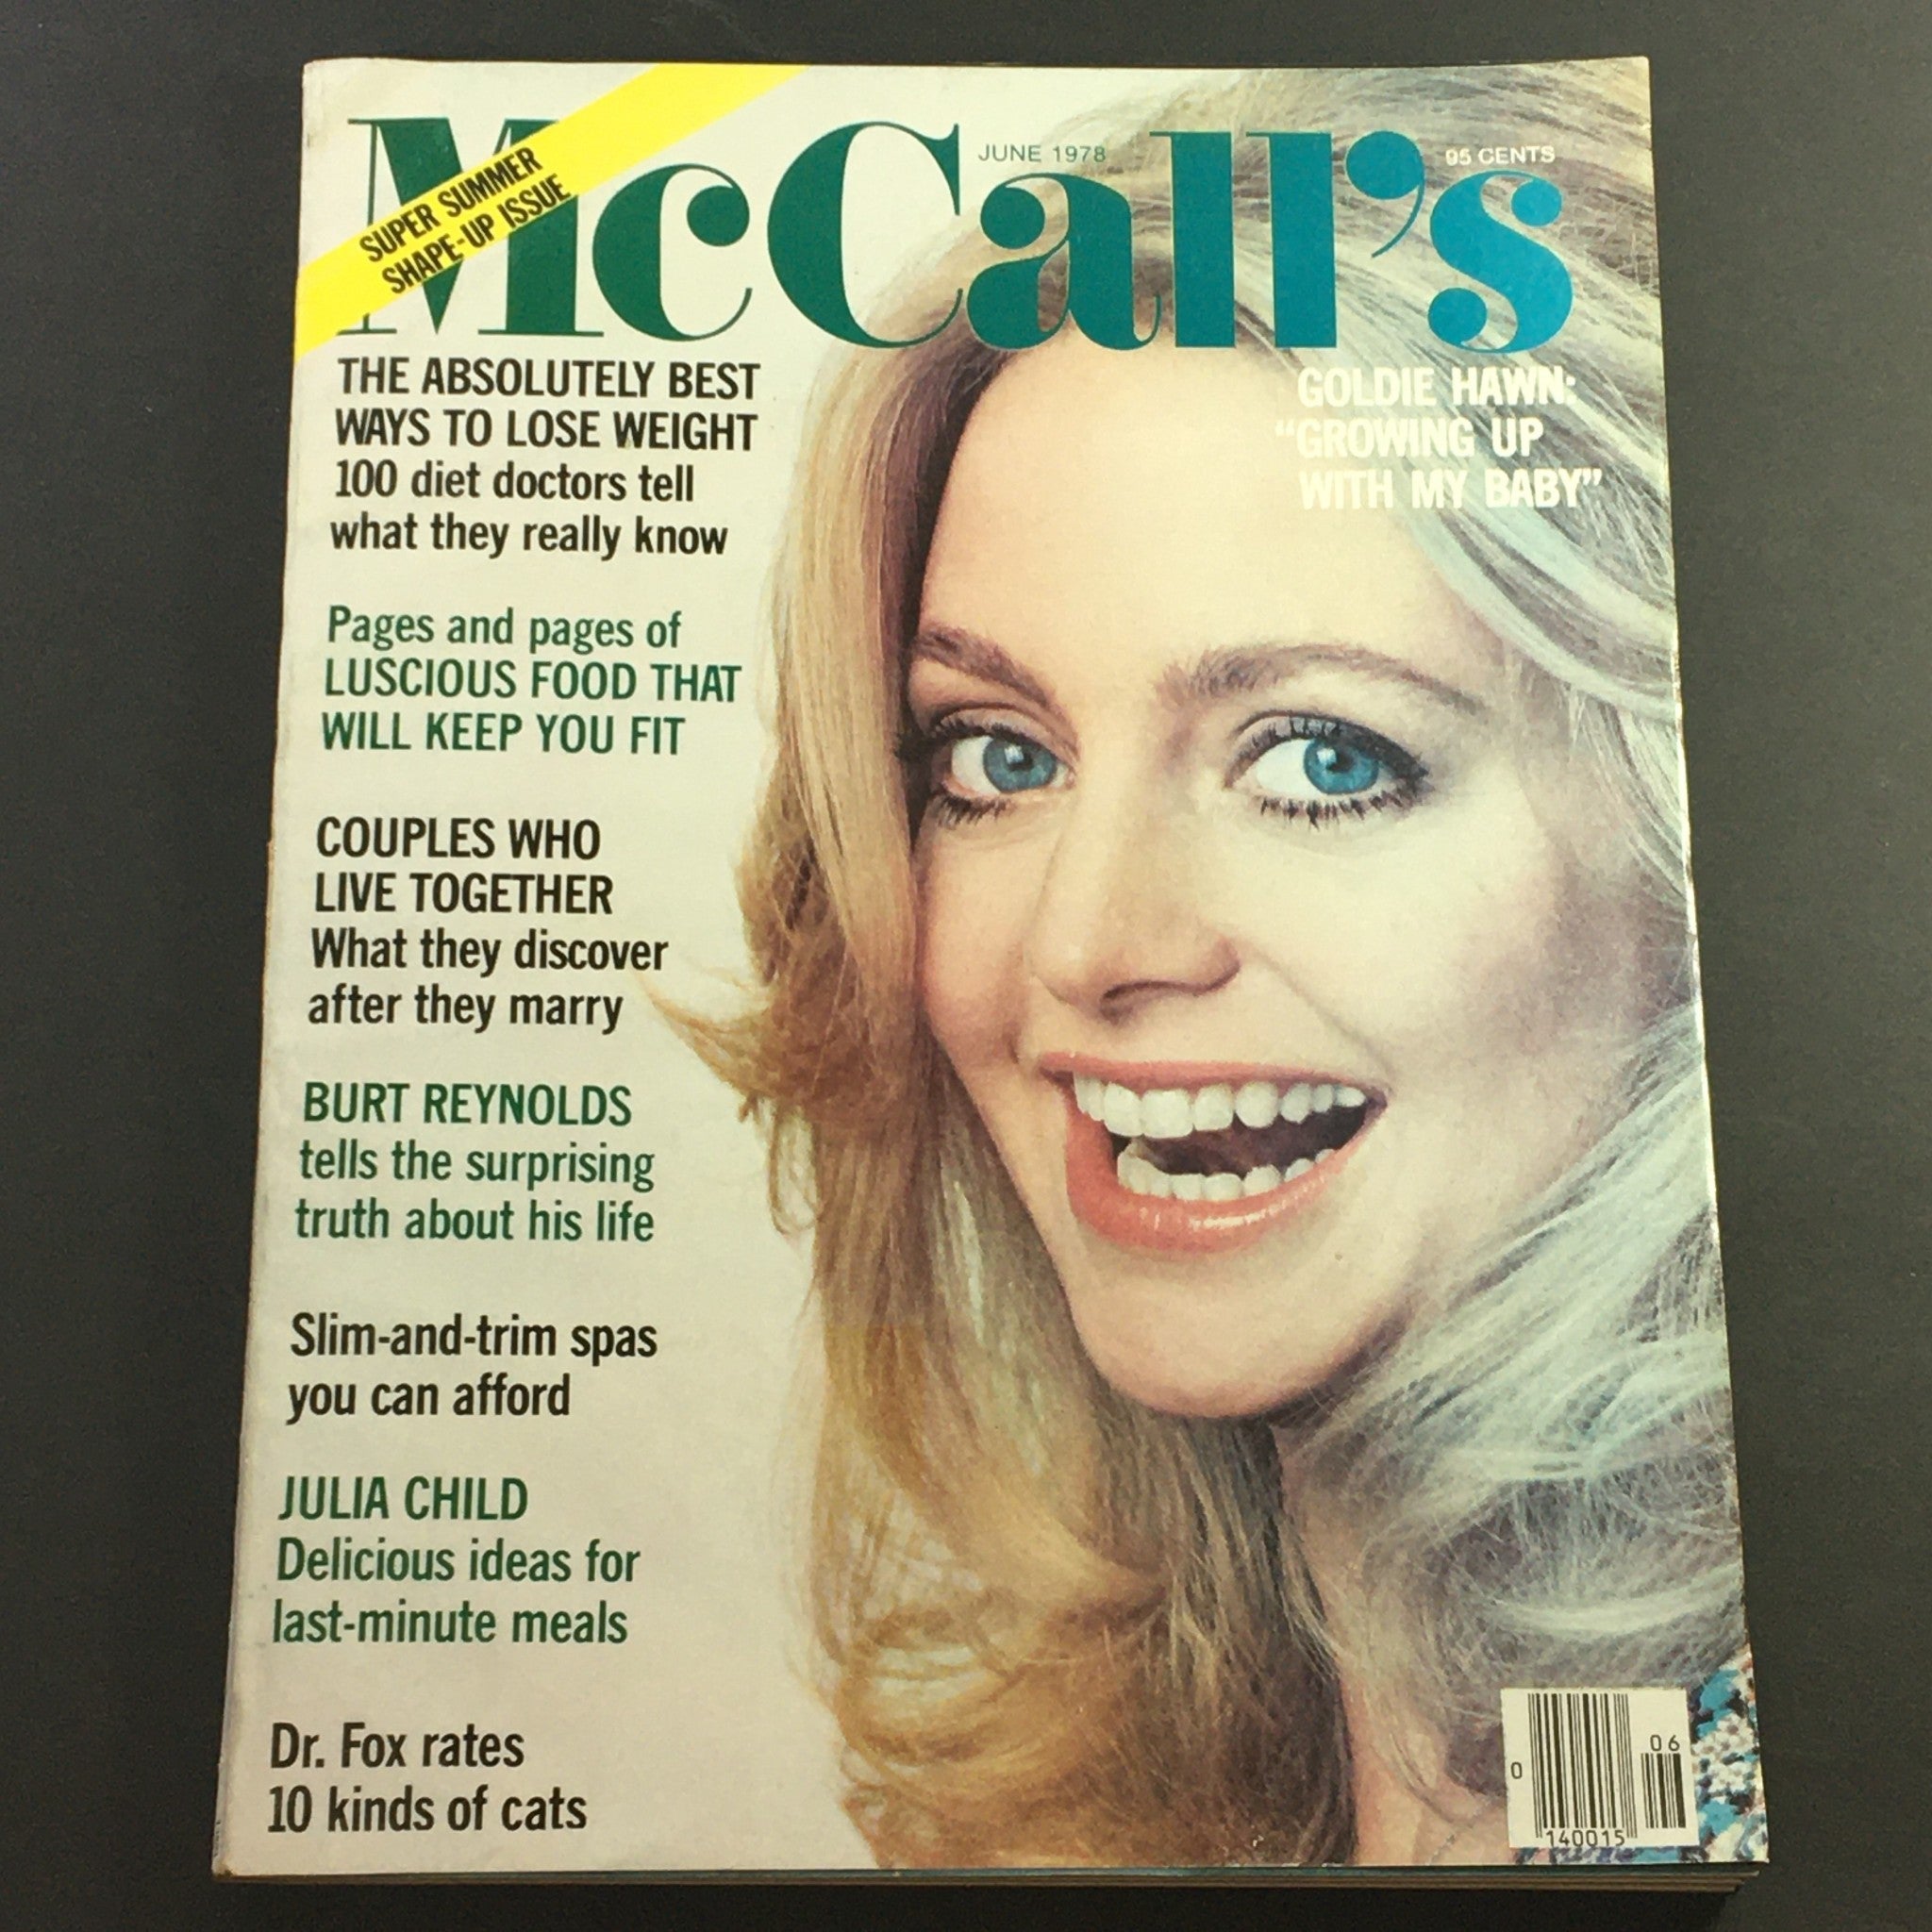 SUPER SUMMER
SHAPE-UP ISSUE
McCall's
JUNE 1978
95 CENTS
THE ABSOLUTELY BEST
WAYS TO LOSE WEIGHT
100 diet doctors tell
what they really know
GOLDIE HAWN:
“GROWING UP
WITH MY BABY”
Pages and pages of
LUSCIOUS FOOD THAT
WILL KEEP YOU FIT
COUPLES WHO
LIVE TOGETHER
What they discover
after they marry
BURT REYNOLDS
tells the surprising
truth about his life
Slim-and-trim spas
you can afford
JULIA CHILD
Delicious ideas for
last-minute meals
Dr. Fox rates
10 kinds of cats
06
0
140015